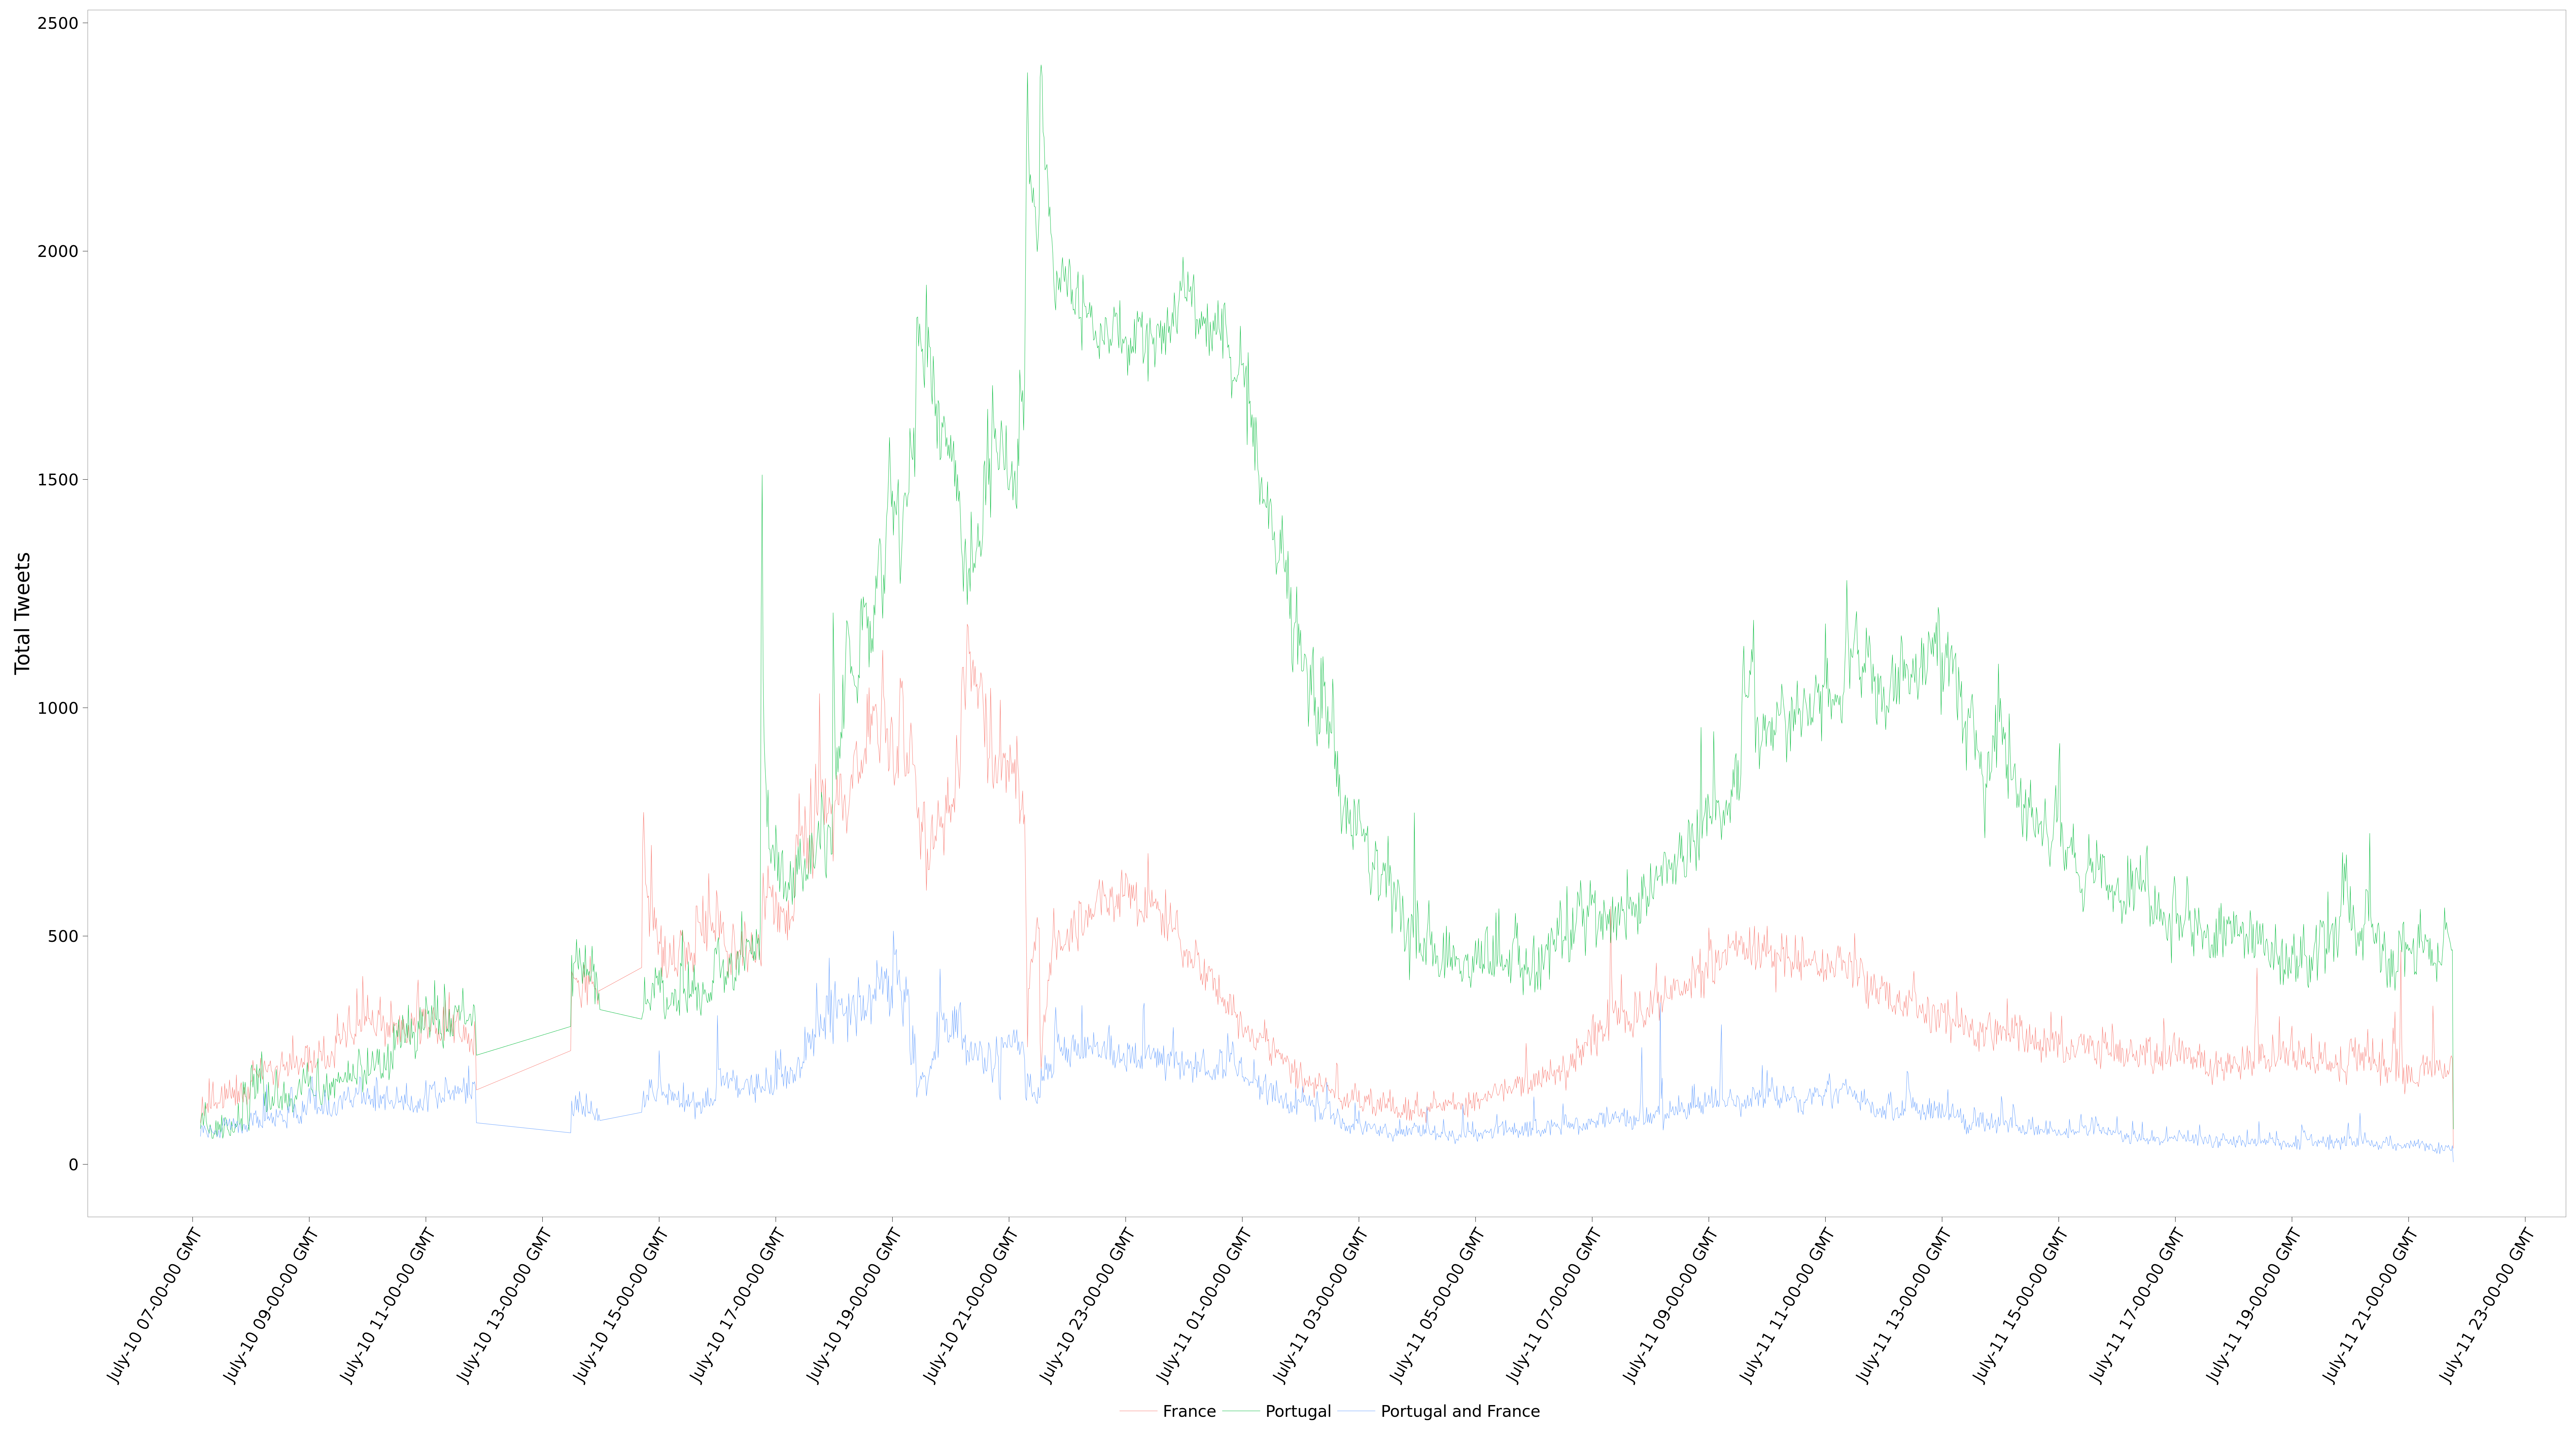 Total Tweets
2500
2000
1500
1000
500
0
July-10 07-00-00 GMT
July-10 09-00-00 GMT
July-10 11-00-00 GMT
July-10 13-00-00 GMT
July-10 15-00-00 GMT
July-10 17-00-00 GMT
July-10 19-00-00 GMT
July-10 21-00-00 GMT
July-10 23-00-00 GMT
July-11 01-00-00 GMT
July-11 03-00-00 GMT
July-11 05-00-00 GMT
July-11 07-00-00 GMT
July-11 09-00-00 GMT
July-11 11-00-00 GMT
July-11 13-00-00 GMT
July-11 15-00-00 GMT
July-11 17-00-00 GMT
July-11 19-00-00 GMT
July-11 21-00-00 GMT
July-11 23-00-00 GMT
France Portugal Portugal and France